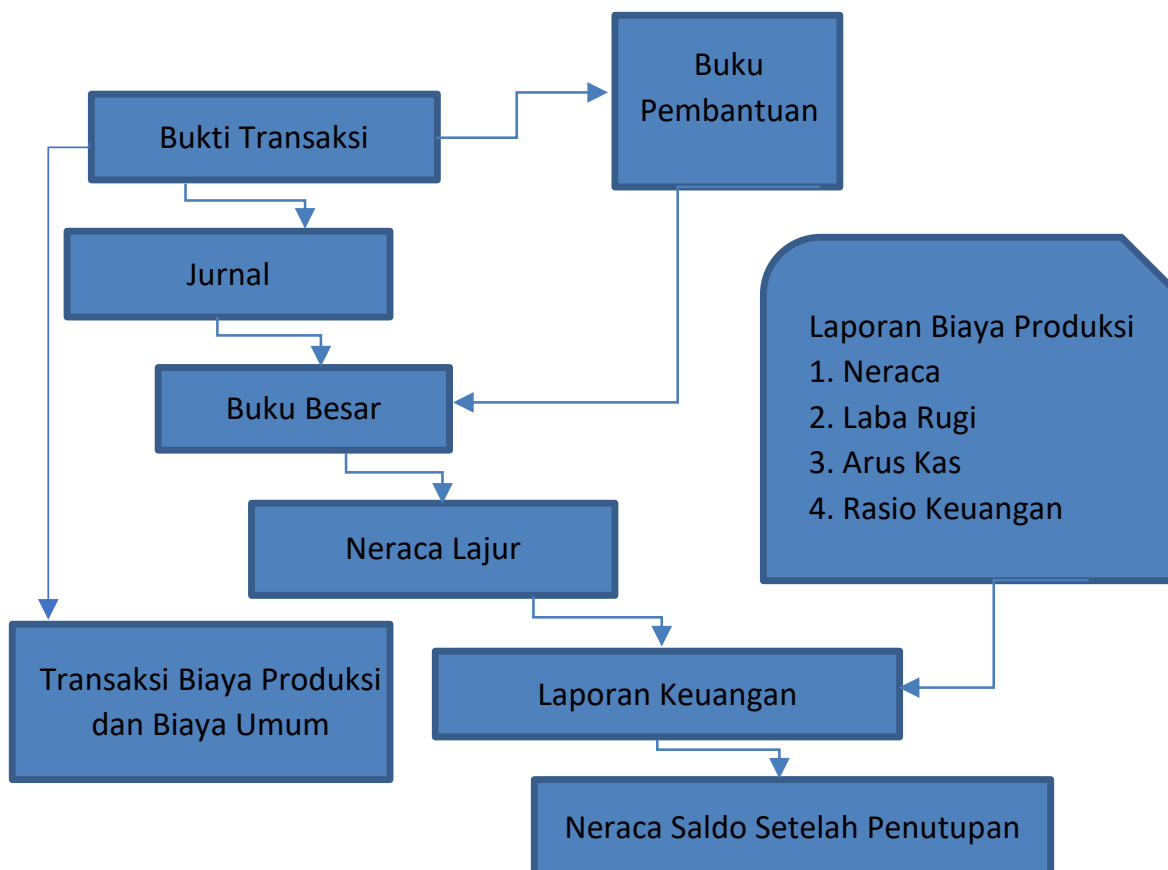 Buku
Pembantuan
Bukti Transaksi
Jurnal
Laporan Biaya Produksi
1. Neraca
2. Laba Rugi
3. Arus Kas
4. Rasio Keuangan
Buku Besar
Neraca Lajur
Transaksi Biaya Produksi
dan Biaya Umum
Laporan Keuangan
Neraca Saldo Setelah Penutupan